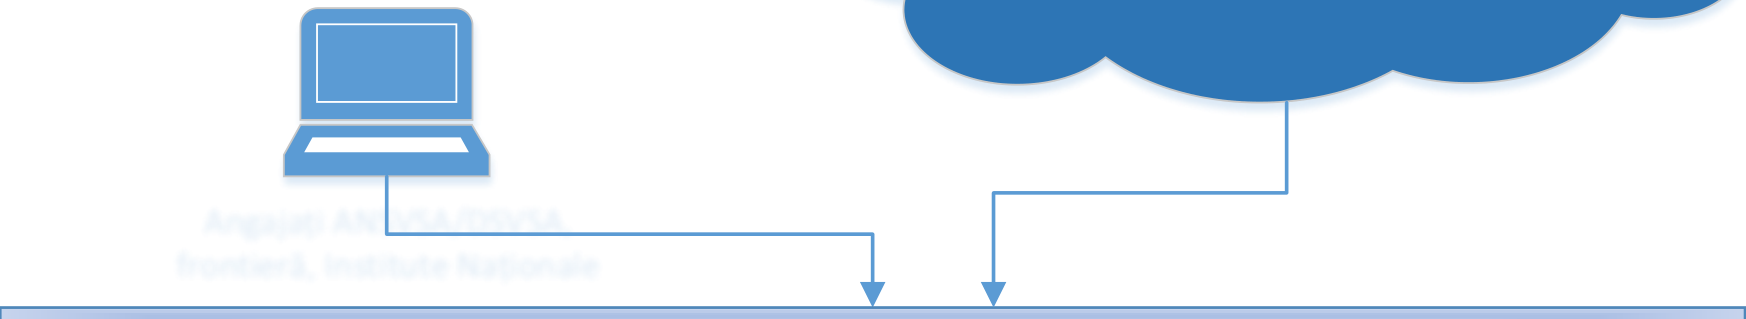 Angajați ANSVSA/DSVSA
frontieră, Institute Naționale